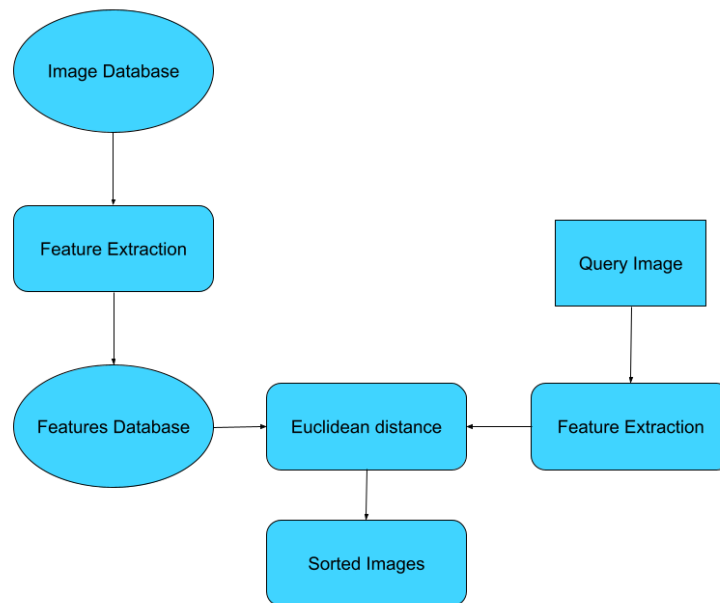 Image Database
Feature Extraction
Query Image
Features Database
Euclidean distance
Feature Extraction
Sorted Images